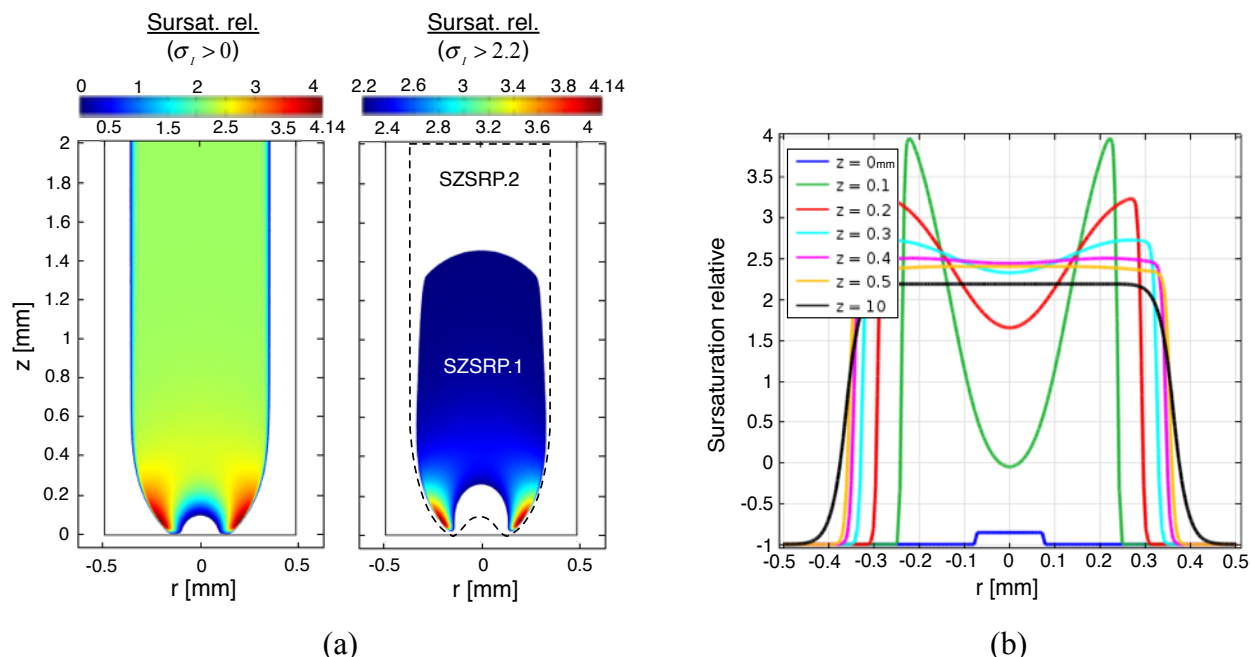 Sursat. rel.
(σ_I > 0)
0 1 2 3 4
0.5 1.5 2.5 3.5 4.14
2
1.8
1.6
1.4
1.2
1
0.8
0.6
0.4
0.2
0
z [mm]
-0.5 0 0.5
r [mm]
Sursat. rel.
(σ_I > 2.2)
2.2 2.6 3 3.4 3.8 4.14
2.4 2.8 3.2 3.6 4
SZSRP.2
SZSRP.1
-0.5 0 0.5
r [mm]
(a)
4
3.5
3
2.5
2
1.5
1
0.5
0
-0.5
-1
Sursaturation relative
z = 0mm
z = 0.1
z = 0.2
z = 0.3
z = 0.4
z = 0.5
z = 10
-0.5 -0.4 -0.3 -0.2 -0.1 0 0.1 0.2 0.3 0.4 0.5
r [mm]
(b)